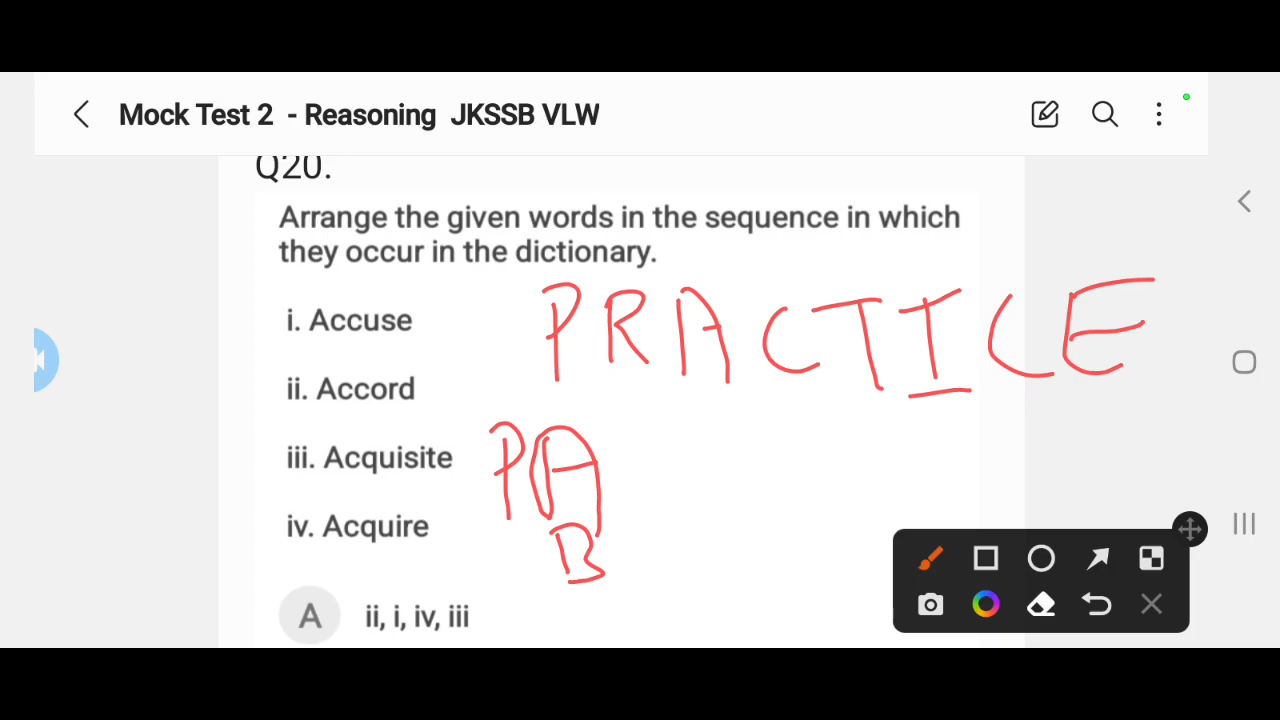 Mock Test 2 - Reasoning JKSSB VLW
Q20.
Arrange the given words in the sequence in which
they occur in the dictionary.
i. Accuse
PRACTICE
ii. Accord
iii. Acquisite
PA
iv. Acquire
B
A ii, i, iv, iii